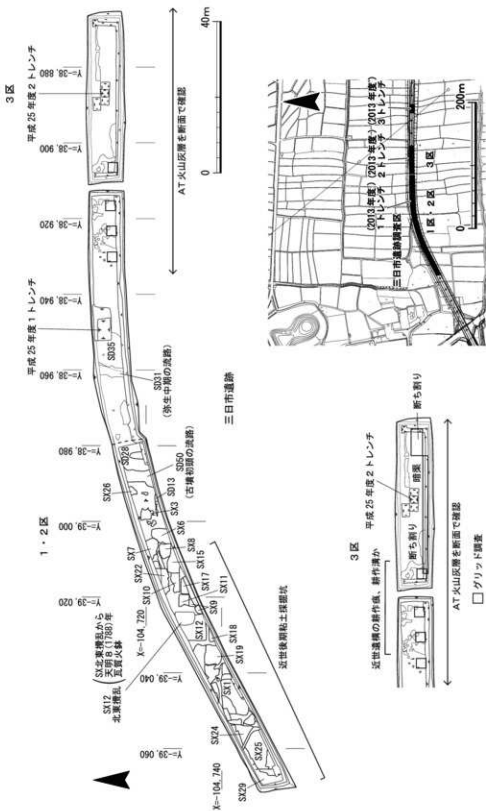 3区
平成25年度2トレンチ
Y=-38,880
Y=-38,900
40m
0
AT火山灰層を断面で確認
Y=-38,920
平成25年度1トレンチ
Y=-38,940
SD35
Y=-38,960
SD31
(弥生中期の流路)
三日市遺跡
1・2区
Y=-38,980
SD28
SX26
SD50
(古墳初頭の流路)
SD13
SX3
Y=-39,000
SX6
SX7
SX8
SX22
SX15
SX10
SX17
SX11
SX9
Y=-39,020
X=-104,720
SX12
SX18
SX19
近世後期粘土採掘坑
(SX北東攪乱から
天明8(1788)年
瓦質火鉢)
SX12
北東攪乱
Y=-39,040
SX1
SX24
SX25
Y=-39,060
SX29
X=-104,740
三日市遺跡調査区
(2013年度)
1トレンチ
(2013年度)
2トレンチ
(2013年度)
3トレンチ
1区・2区
3区
0
200m
3区
近世遺構の耕作痕、耕作溝か
平成25年度2トレンチ
断ち割り
暗渠
断ち割り
AT火山灰層を断面で確認
グリッド調査